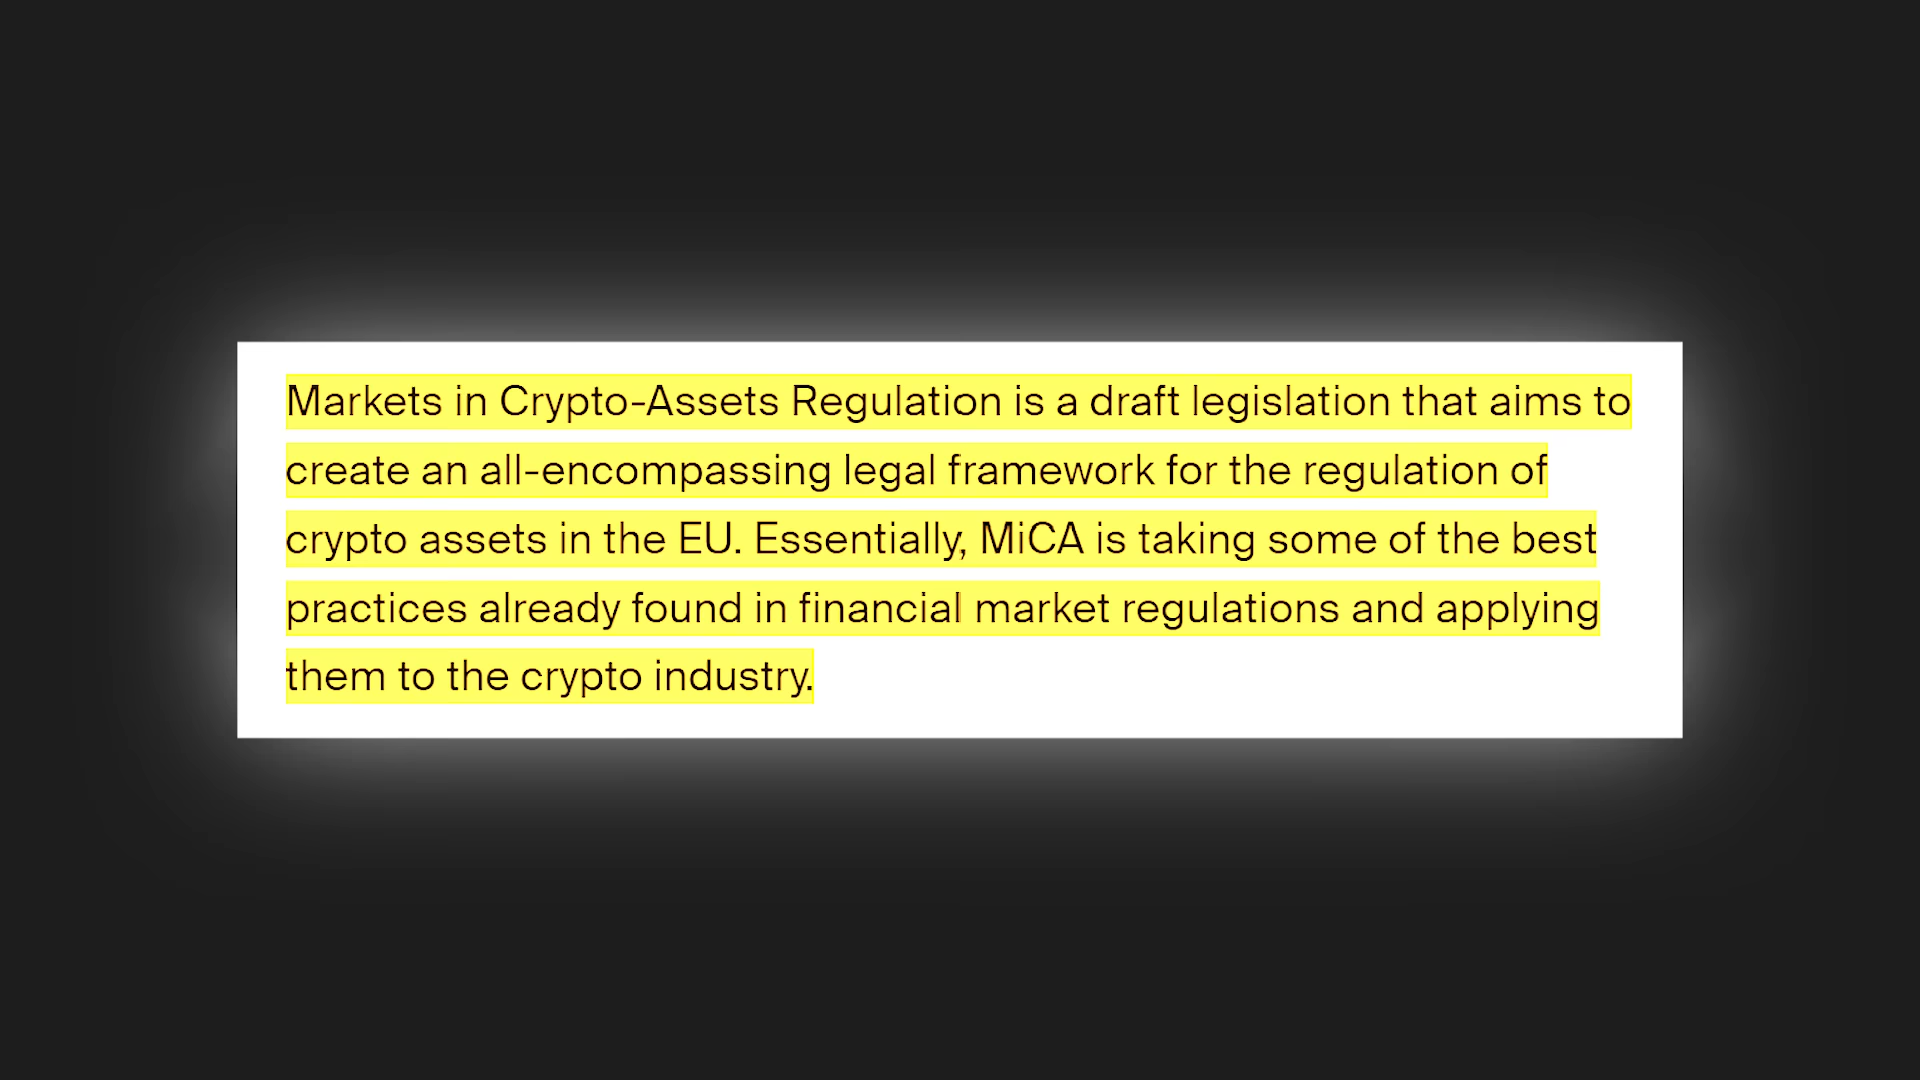 Markets in Crypto-Assets Regulation is a draft legislation that aims to
create an all-encompassing legal framework for the regulation of
crypto assets in the EU. Essentially, MiCA is taking some of the best
practices already found in financial market regulations and applying
them to the crypto industry.